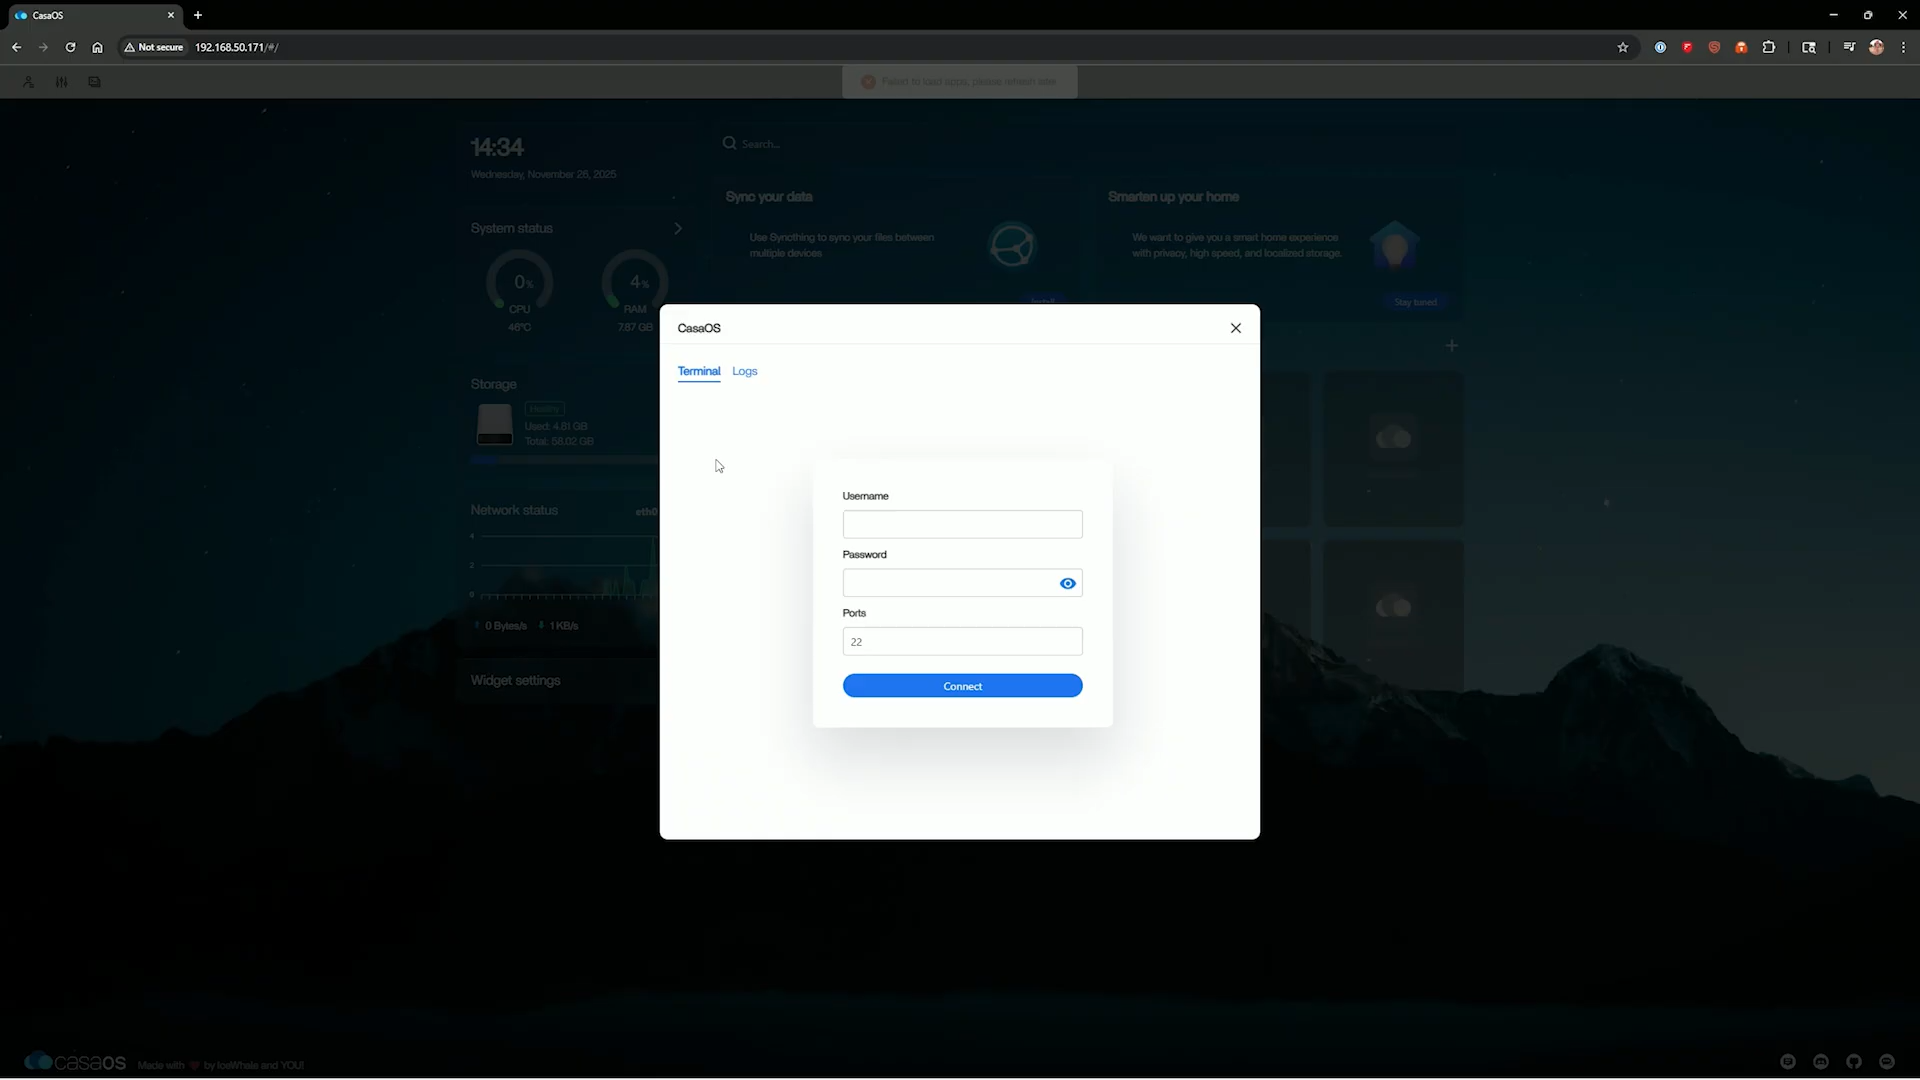 CasaOS
Not secure
192.168.50.171/#/
Failed to load apps, please refresh later
14:34
Wednesday, November 26, 2025
Search...
System status
0%
CPU
46°C
4%
RAM
7.87 GB
Sync your data
Use Syncthing to sync your files between
multiple devices
Install
Smarten up your home
We want to give you a smart home experience
with privacy, high speed, and localized storage.
Stay tuned
Storage
Healthy
Used: 4.81 GB
Total: 58.02 GB
Network status
eth0
4
2
0
0 Bytes/s
1 KB/s
Widget settings
CasaOS
Terminal
Logs
Username
Password
Ports
22
Connect
casaOS
Made with ♥ by IceWhale and YOU!